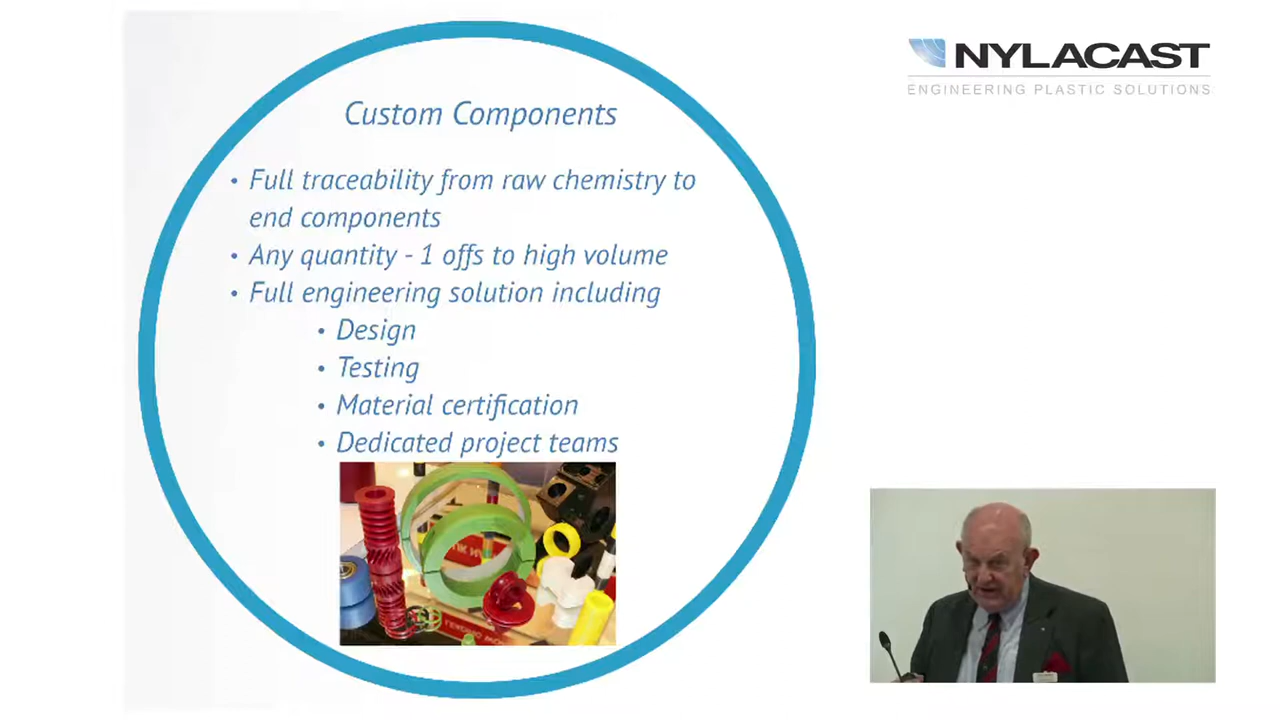 NYLACAST
ENGINEERING PLASTIC SOLUTIONS
Custom Components
• Full traceability from raw chemistry to
end components
• Any quantity - 1 offs to high volume
• Full engineering solution including
• Design
• Testing
• Material certification
• Dedicated project teams